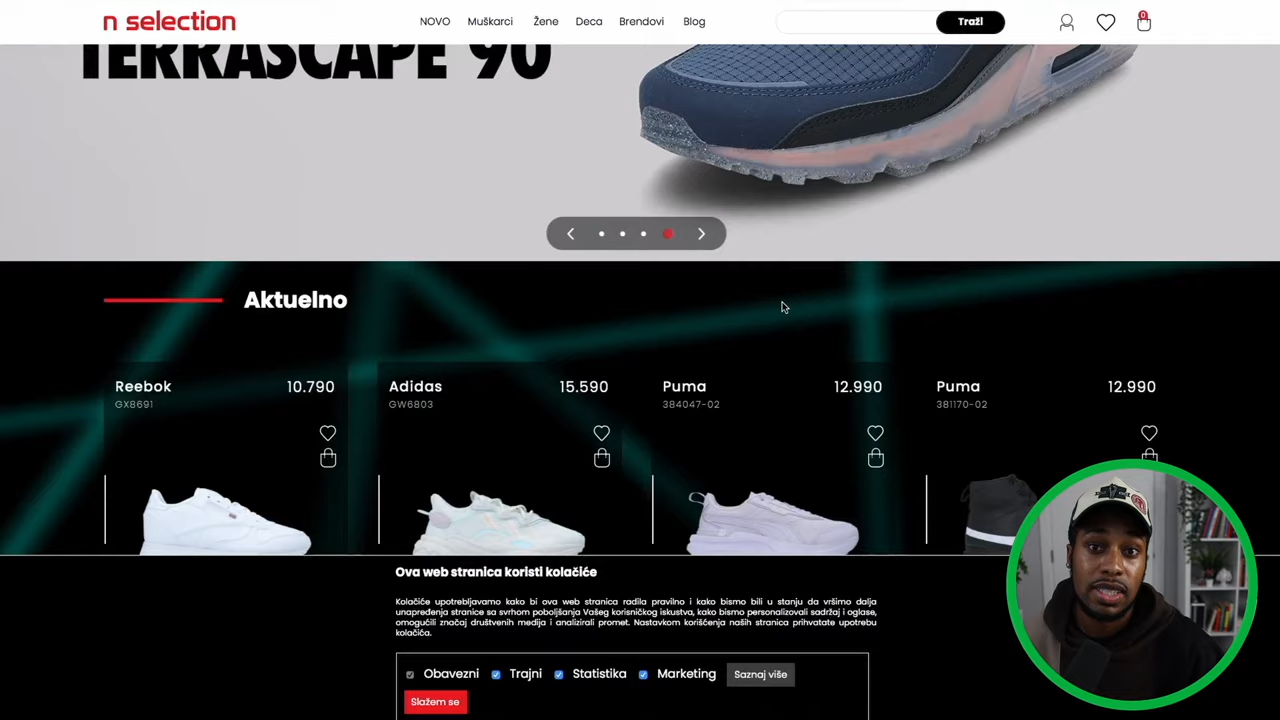 n selection
NOVO Muškarci Žene Deca Brendovi Blog
Traži
0
TERRASCAPE 90
Aktuelno
Reebok 10.790
GX8691
Adidas 15.590
GW6803
Puma 12.990
384047-02
Puma 12.990
381170-02
Ova web stranica koristi kolačiće
Kolačiće upotrebljavamo kako bi ova web stranica radila pravilno i kako bismo bili u stanju da vršimo dalja
unapređenja stranice sa svrhom poboljšanja Vašeg korisničkog iskustva, kako bismo personalizovali sadržaj i oglase,
omogućili značaj društvenih medija i analizirali promet. Nastavkom korišćenja naših stranica prihvatate upotrebu
kolačića.
Obavezni Trajni Statistika Marketing Saznaj više
Slažem se